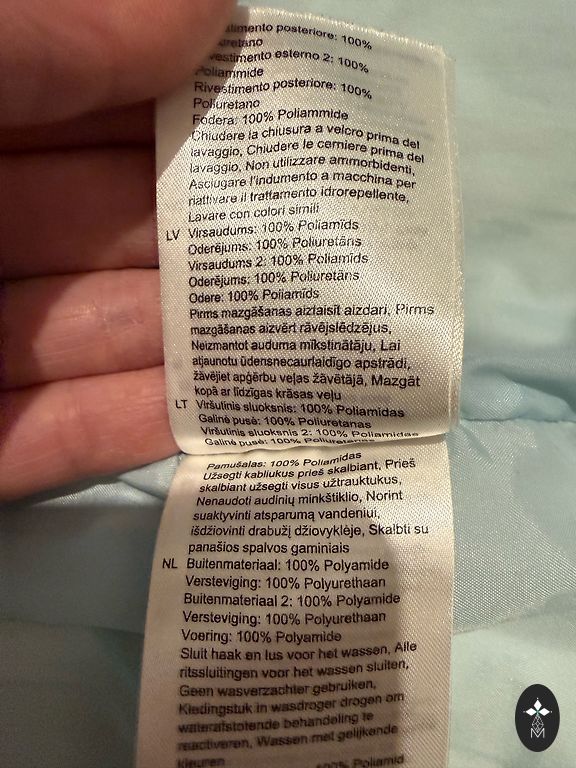 Rivestimento posteriore: 100%
Poliuretano
Rivestimento esterno 2: 100%
Poliammide
Rivestimento posteriore: 100%
Poliuretano
Fodera: 100% Poliammide
Chiudere la chiusura a velcro prima del
lavaggio, Chiudere le cerniere prima del
lavaggio, Non utilizzare ammorbidenti,
Asciugare l'indumento a macchina per
riattivare il trattamento idrorepellente,
Lavare con colori simili
LV Virsaudums: 100% Poliamīds
Oderējums: 100% Poliuretāns
Virsaudums 2: 100% Poliamīds
Oderējums: 100% Poliuretāns
Odere: 100% Poliamīds
Pirms mazgāšanas aiztaisīt aizdari, Pirms
mazgāšanas aizvērt rāvējslēdzējus,
Neizmantot auduma mīkstinātāju, Lai
atjaunotu ūdensnecaurlaidīgo apstrādi,
žāvējiet apģērbu veļas žāvētājā, Mazgāt
kopā ar līdzīgas krāsas veļu
LT Viršutinis sluoksnis: 100% Poliamidas
Galinė pusė: 100% Poliuretanas
Viršutinis sluoksnis 2: 100% Poliamidas
Galinė pusė: 100% Poliuretanas
Pamušalas: 100% Poliamidas
Užsegti kabliukus prieš skalbiant, Prieš
skalbiant užsegti visus užtrauktukus,
Nenaudoti audinių minkštiklio, Norint
suaktyvinti atsparumą vandeniui,
išdžiovinti drabužį džiovyklėje, Skalbti su
panašios spalvos gaminiais
NL Buitenmateriaal: 100% Polyamide
Versteviging: 100% Polyurethaan
Buitenmateriaal 2: 100% Polyamide
Versteviging: 100% Polyurethaan
Voering: 100% Polyamide
Sluit haak en lus voor het wassen, Alle
ritssluitingen voor het wassen sluiten,
Geen wasverzachter gebruiken,
Kledingstuk in wasdroger drogen om
waterafstotende behandeling te
reactiveren, Wassen met gelijkende
kleuren
100% Poliamid